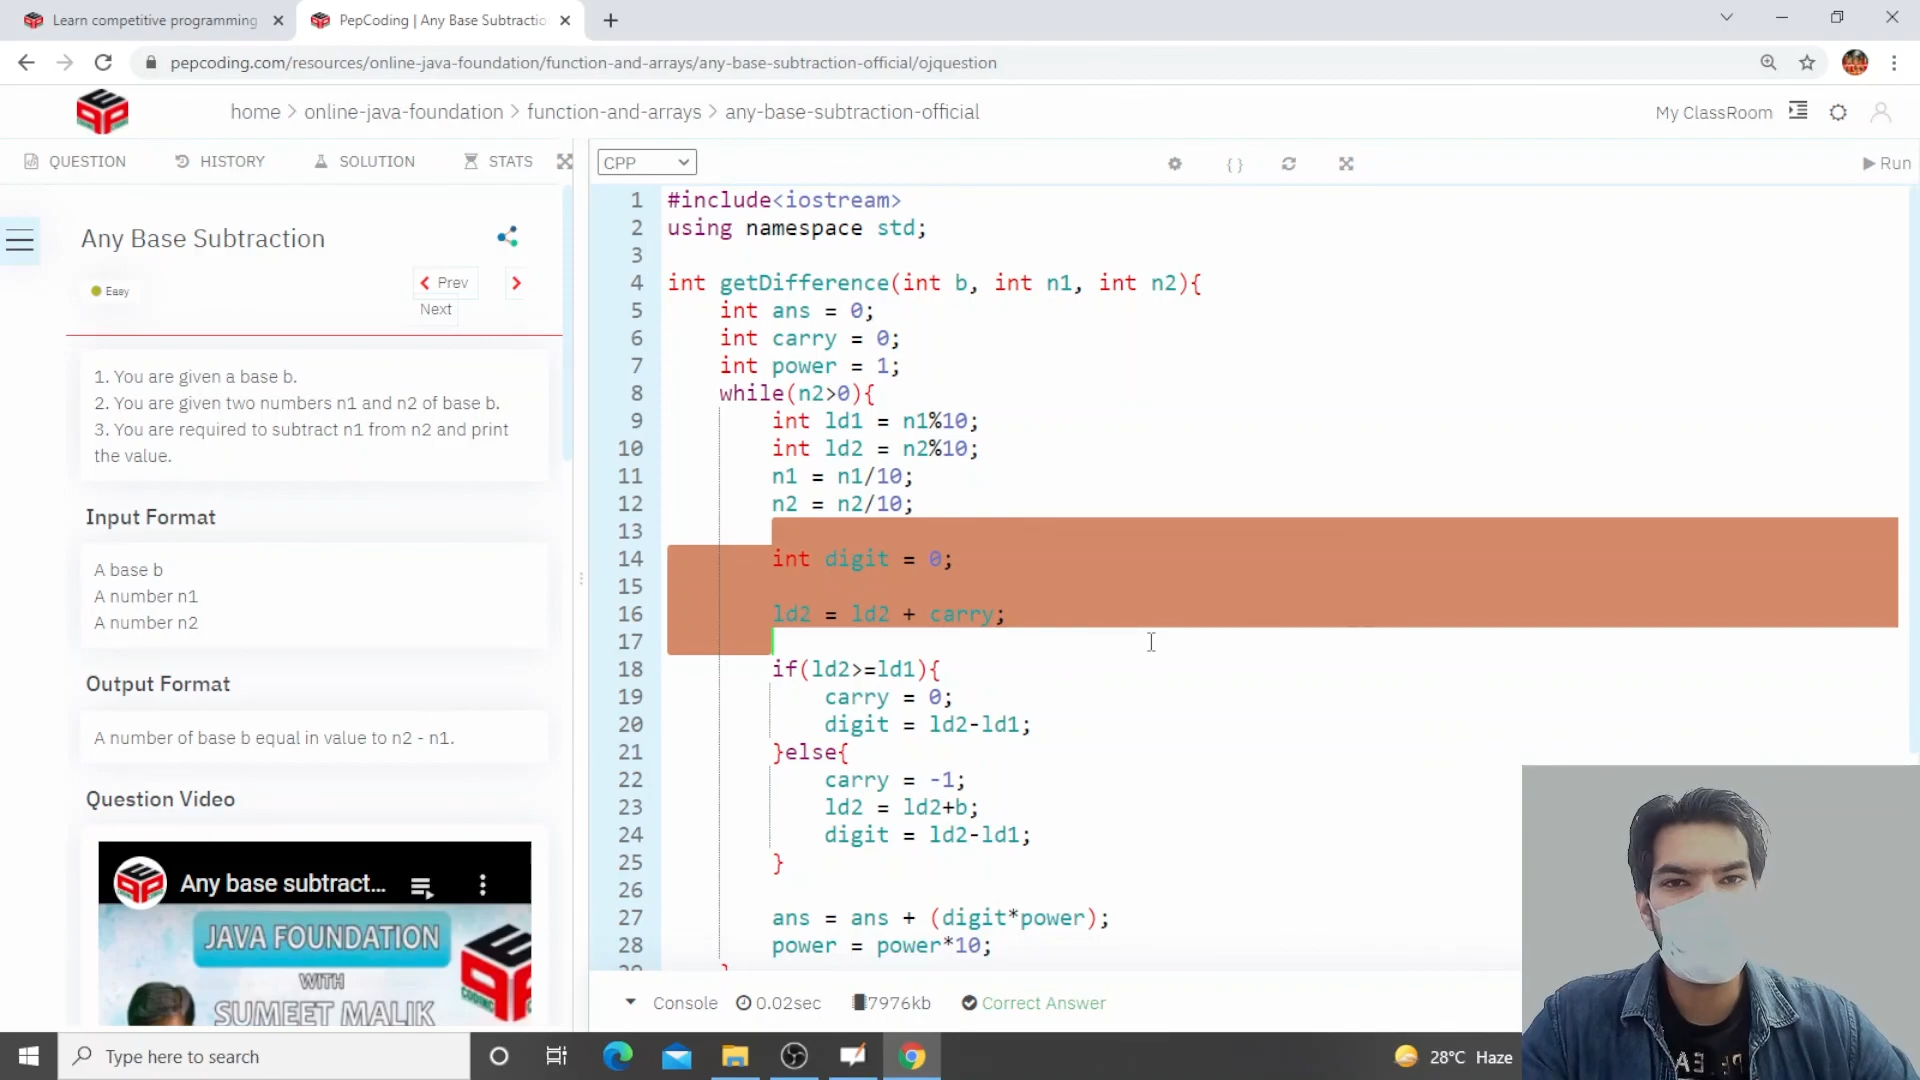 Learn competitive programming
PepCoding | Any Base Subtractio
pepcoding.com/resources/online-java-foundation/function-and-arrays/any-base-subtraction-official/ojquestion
home > online-java-foundation > function-and-arrays > any-base-subtraction-official
My ClassRoom
QUESTION
HISTORY
SOLUTION
STATS
CPP
{ }
Run
Any Base Subtraction
Easy
Prev
Next
1. You are given a base b.
2. You are given two numbers n1 and n2 of base b.
3. You are required to subtract n1 from n2 and print
the value.
Input Format
A base b
A number n1
A number n2
Output Format
A number of base b equal in value to n2 - n1.
Question Video
Any base subtract...
JAVA FOUNDATION
WITH
SUMEET MALIK
1 #include<iostream>
2 using namespace std;
3
4 int getDifference(int b, int n1, int n2){
5 int ans = 0;
6 int carry = 0;
7 int power = 1;
8 while(n2>0){
9 int ld1 = n1%10;
10 int ld2 = n2%10;
11 n1 = n1/10;
12 n2 = n2/10;
13
14 int digit = 0;
15
16 ld2 = ld2 + carry;
17
18 if(ld2>=ld1){
19 carry = 0;
20 digit = ld2-ld1;
21 }else{
22 carry = -1;
23 ld2 = ld2+b;
24 digit = ld2-ld1;
25 }
26
27 ans = ans + (digit*power);
28 power = power*10;
Console 0.02sec 7976kb Correct Answer
Type here to search
28°C Haze